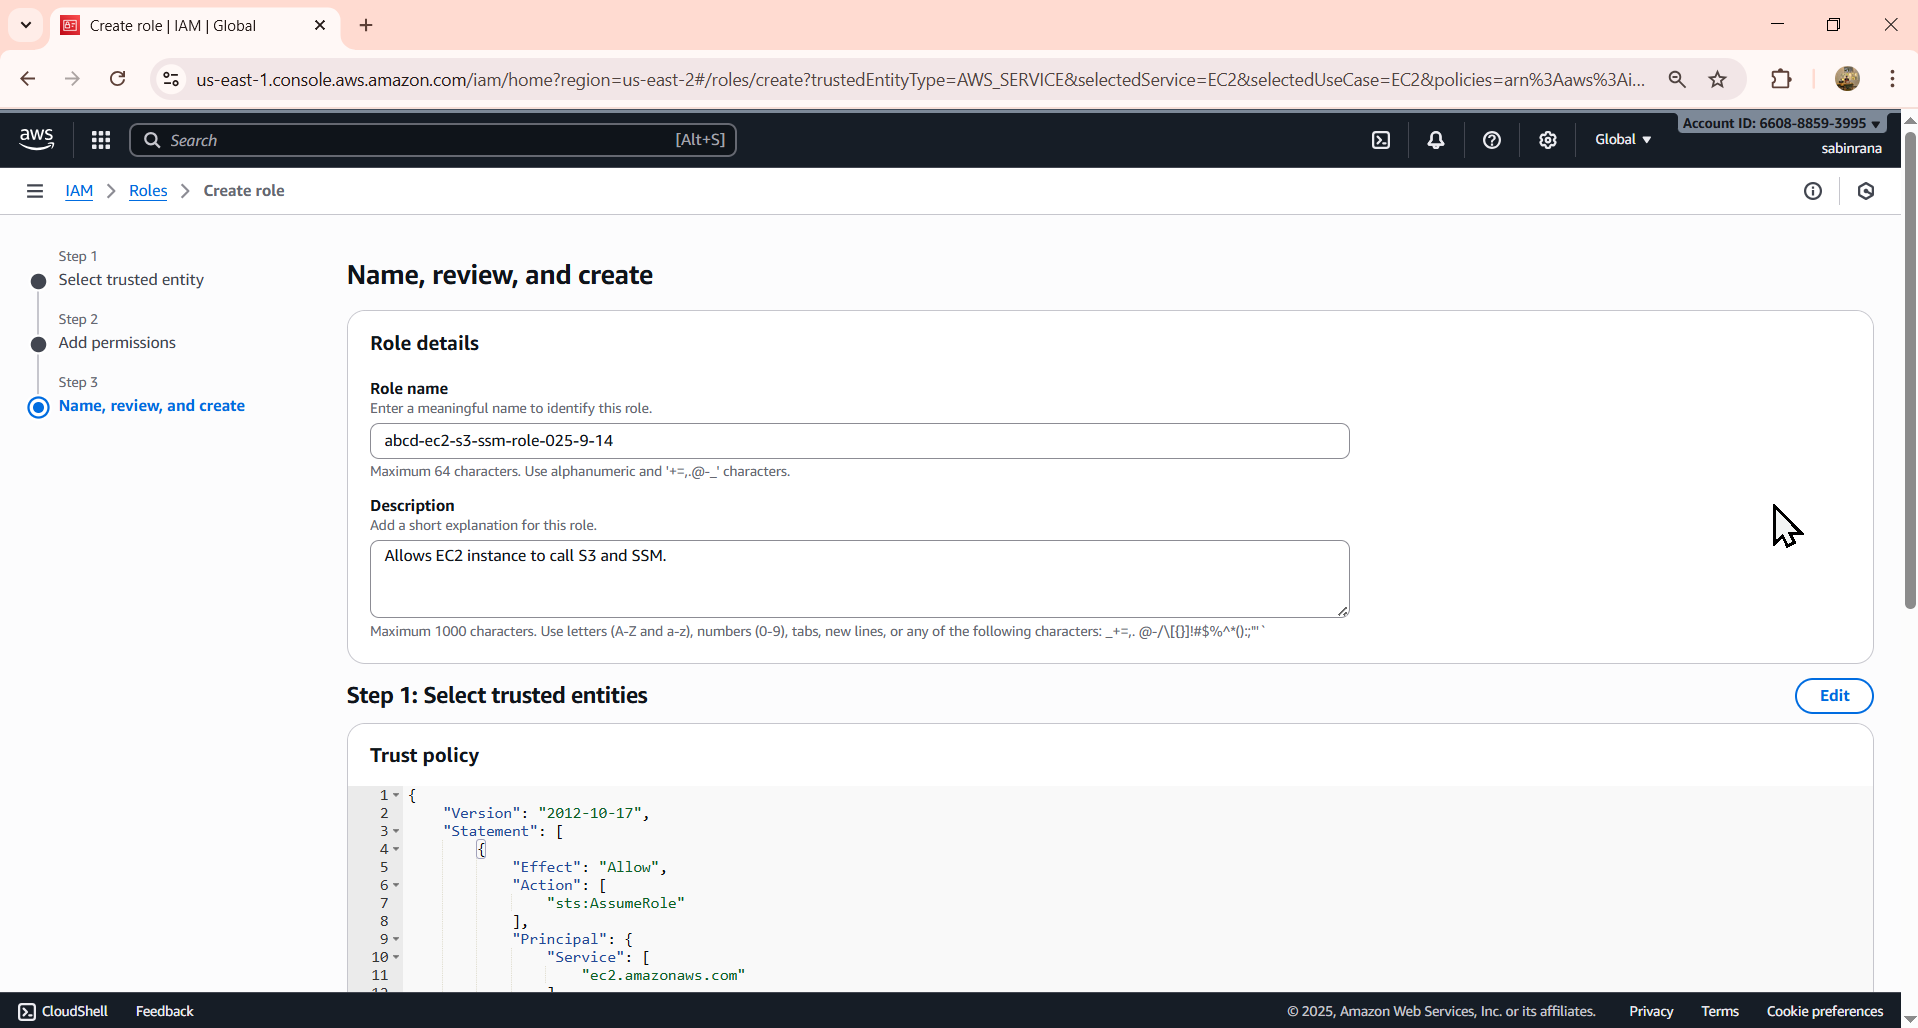 Create role | IAM | Global
us-east-1.console.aws.amazon.com/iam/home?region=us-east-2#/roles/create?trustedEntityType=AWS_SERVICE&selectedService=EC2&selectedUseCase=EC2&policies=arn%3Aaws%3Ai...
aws
Search [Alt+S]
Global
Account ID: 6608-8859-3995
sabinrana
IAM > Roles > Create role
Step 1
Select trusted entity
Step 2
Add permissions
Step 3
Name, review, and create
Name, review, and create
Role details
Role name
Enter a meaningful name to identify this role.
abcd-ec2-s3-ssm-role-025-9-14
Maximum 64 characters. Use alphanumeric and '+=,.@-_' characters.
Description
Add a short explanation for this role.
Allows EC2 instance to call S3 and SSM.
Maximum 1000 characters. Use letters (A-Z and a-z), numbers (0-9), tabs, new lines, or any of the following characters: _+=,. @-/\[{}]!#$%^*();:"'`
Step 1: Select trusted entities
Edit
Trust policy
1 {
2 "Version": "2012-10-17",
3 "Statement": [
4 {
5 "Effect": "Allow",
6 "Action": [
7 "sts:AssumeRole"
8 ],
9 "Principal": {
10 "Service": [
11 "ec2.amazonaws.com"
12 ]
CloudShell
Feedback
© 2025, Amazon Web Services, Inc. or its affiliates.
Privacy
Terms
Cookie preferences